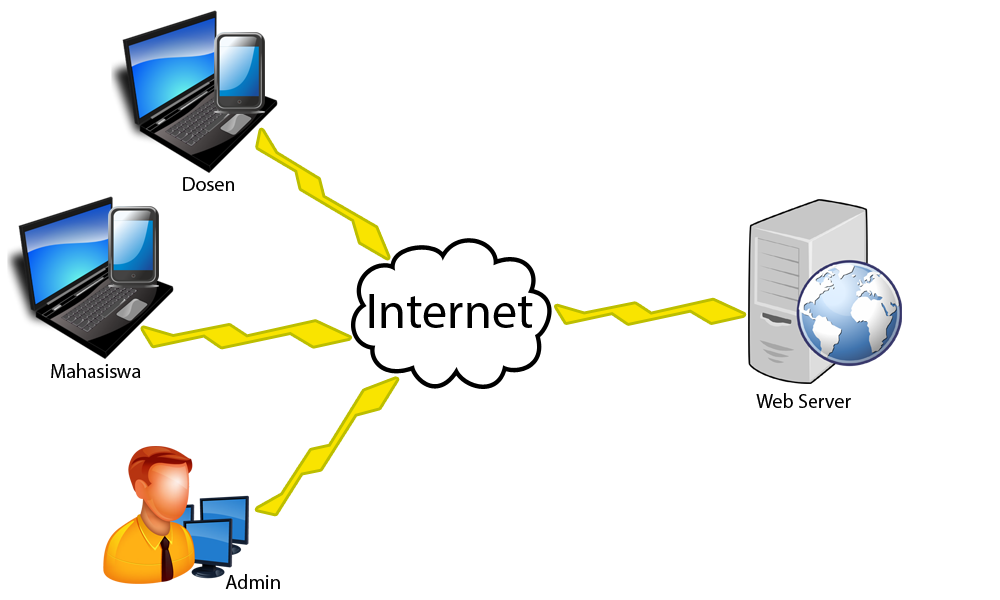 Dosen
Mahasiswa
Internet
Web Server
Admin